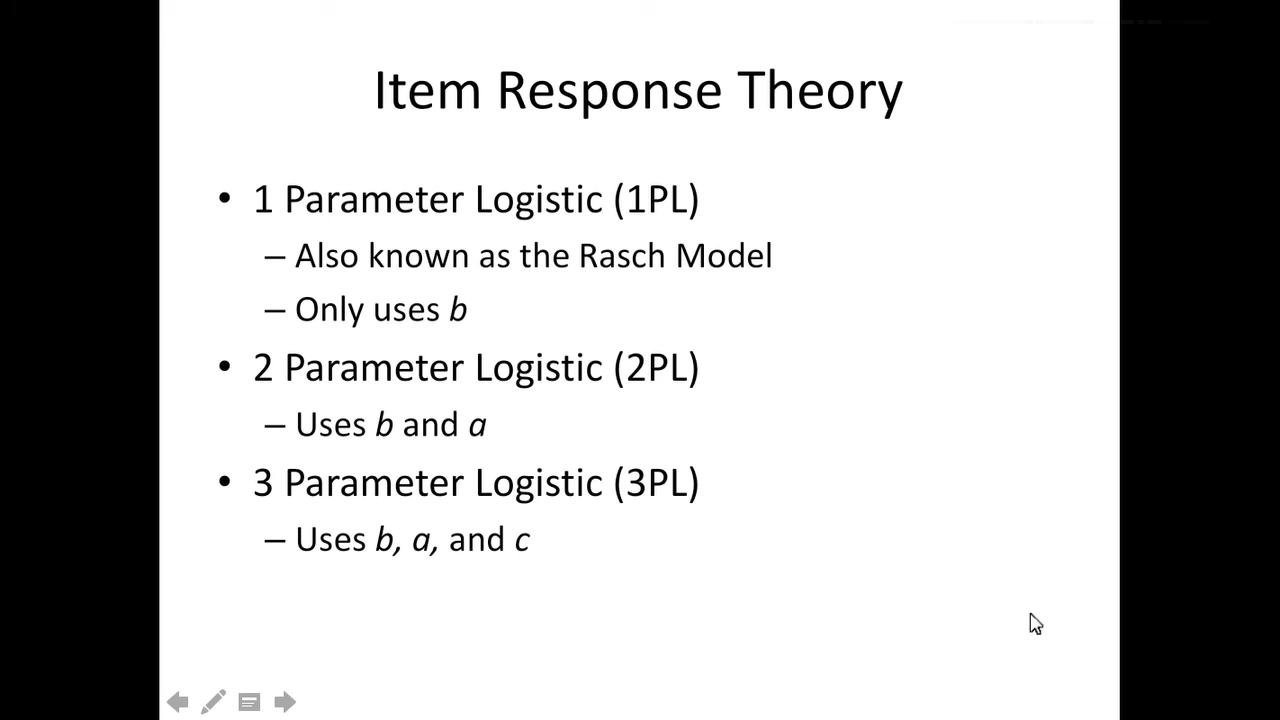 Item Response Theory
• 1 Parameter Logistic (1PL)
– Also known as the Rasch Model
– Only uses b
• 2 Parameter Logistic (2PL)
– Uses b and a
• 3 Parameter Logistic (3PL)
– Uses b, a, and c